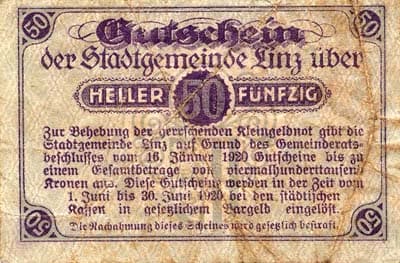 50 Gutschein 50
der Stadtgemeinde Linz über
HELLER 50 FÜNFZIG
Zur Behebung der herrschenden Kleingeldnot gibt die
Stadtgemeinde Linz auf Grund des Gemeinderats-
beschlusses vom 16. Jänner 1920 Gutscheine bis zu
einem Gesamtbetrage von viermalhunderttausend
Kronen aus. Diese Gutscheine werden in der Zeit vom
1. Juni bis 30. Juni 1920 bei den städtischen
Kassen in gesetzlichem Bargeld eingelöst.
50 Die Nachahmung dieses Scheines wird gesetzlich bestraft. 50